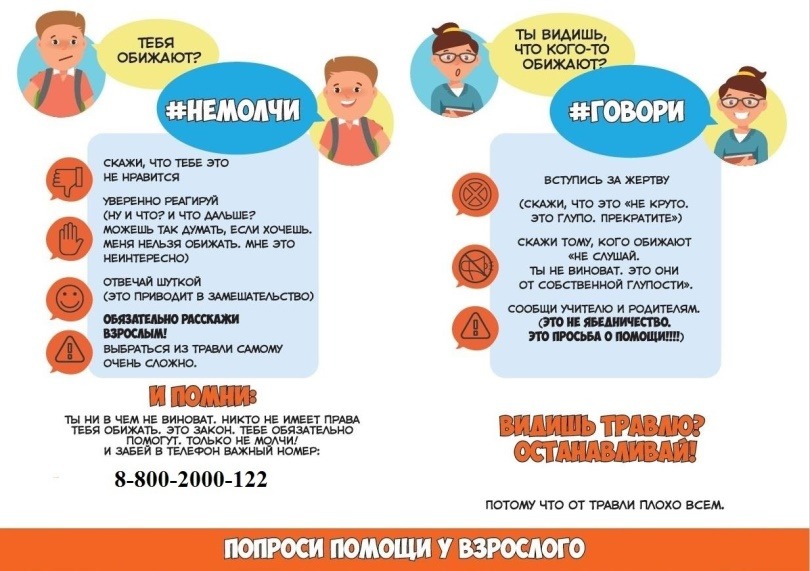 ТЕБЯ
ОБИЖАЮТ?
#НЕМОЛЧИ
СКАЖИ, ЧТО ТЕБЕ ЭТО
НЕ НРАВИТСЯ
УВЕРЕННО РЕАГИРУЙ
(НУ И ЧТО? И ЧТО ДАЛЬШЕ?
МОЖЕШЬ ТАК ДУМАТЬ, ЕСЛИ ХОЧЕШЬ.
МЕНЯ НЕЛЬЗЯ ОБИЖАТЬ. МНЕ ЭТО
НЕИНТЕРЕСНО)
ОТВЕЧАЙ ШУТКОЙ
(ЭТО ПРИВОДИТ В ЗАМЕШАТЕЛЬСТВО)
ОБЯЗАТЕЛЬНО РАССКАЖИ
ВЗРОСЛЫМ!
ВЫБРАТЬСЯ ИЗ ТРАВЛИ САМОМУ
ОЧЕНЬ СЛОЖНО.
И ПОМНИ:
ТЫ НИ В ЧЕМ НЕ ВИНОВАТ. НИКТО НЕ ИМЕЕТ ПРАВА
ТЕБЯ ОБИЖАТЬ. ЭТО ЗАКОН. ТЕБЕ ОБЯЗАТЕЛЬНО
ПОМОГУТ. ТОЛЬКО НЕ МОЛЧИ!
И ЗАБЕЙ В ТЕЛЕФОН ВАЖНЫЙ НОМЕР:
8-800-2000-122
ТЫ ВИДИШЬ,
ЧТО КОГО-ТО
ОБИЖАЮТ?
#ГОВОРИ
ВСТУПИСЬ ЗА ЖЕРТВУ
(СКАЖИ, ЧТО ЭТО «НЕ КРУТО.
ЭТО ГЛУПО. ПРЕКРАТИТЕ»)
СКАЖИ ТОМУ, КОГО ОБИЖАЮТ
«НЕ СЛУШАЙ.
ТЫ НЕ ВИНОВАТ. ЭТО ОНИ
ОТ СОБСТВЕННОЙ ГЛУПОСТИ».
СООБЩИ УЧИТЕЛЮ И РОДИТЕЛЯМ.
(ЭТО НЕ ЯБЕДНИЧЕСТВО.
ЭТО ПРОСЬБА О ПОМОЩИ!!!!)
ВИДИШЬ ТРАВЛЮ?
ОСТАНАВЛИВАЙ!
ПОТОМУ ЧТО ОТ ТРАВЛИ ПЛОХО ВСЕМ.
ПОПРОСИ ПОМОЩИ У ВЗРОСЛОГО